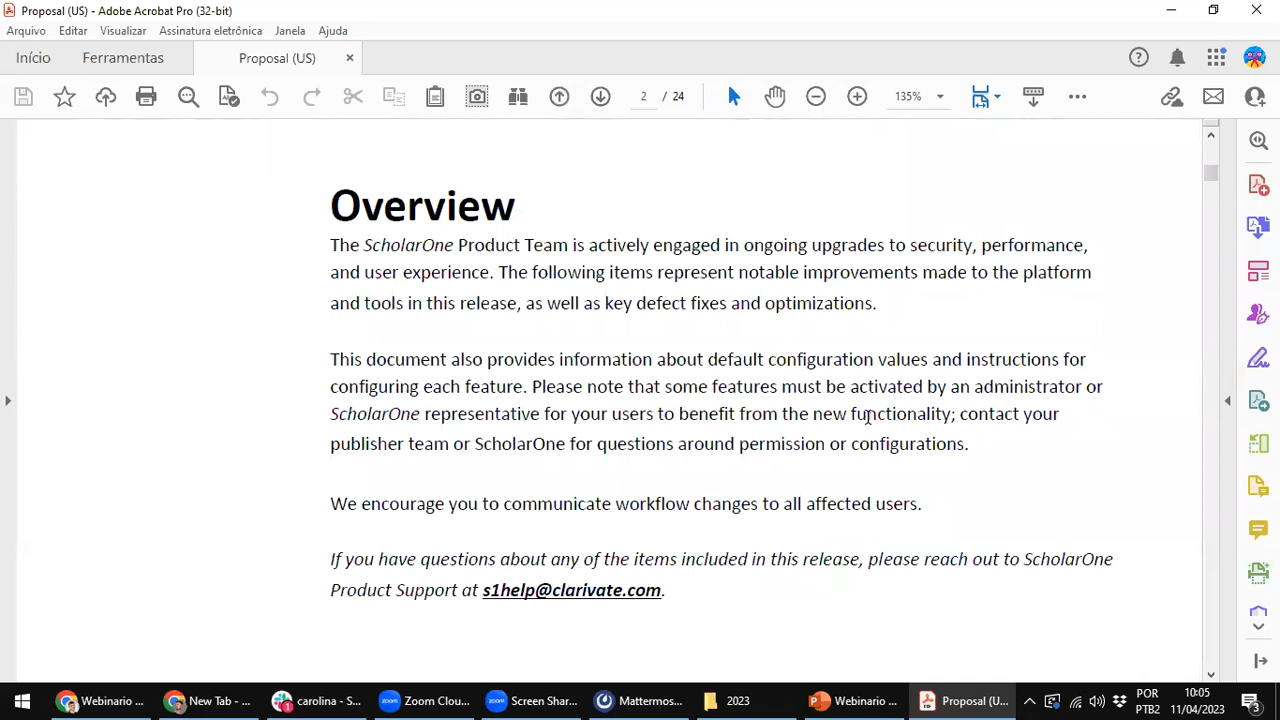 Proposal (US) - Adobe Acrobat Pro (32-bit)
Arquivo Editar Visualizar Assinatura eletrônica Janela Ajuda
Início Ferramentas Proposal (US)
2 / 24 135%
Overview
The ScholarOne Product Team is actively engaged in ongoing upgrades to security, performance,
and user experience. The following items represent notable improvements made to the platform
and tools in this release, as well as key defect fixes and optimizations.
This document also provides information about default configuration values and instructions for
configuring each feature. Please note that some features must be activated by an administrator or
ScholarOne representative for your users to benefit from the new functionality; contact your
publisher team or ScholarOne for questions around permission or configurations.
We encourage you to communicate workflow changes to all affected users.
If you have questions about any of the items included in this release, please reach out to ScholarOne
Product Support at s1help@clarivate.com.
Webinario ... New Tab - ... carolina - S... Zoom Clou... Screen Shar... Mattermos... 2023 Webinario ... Proposal (U...
POR 10:05
PTB2 11/04/2023